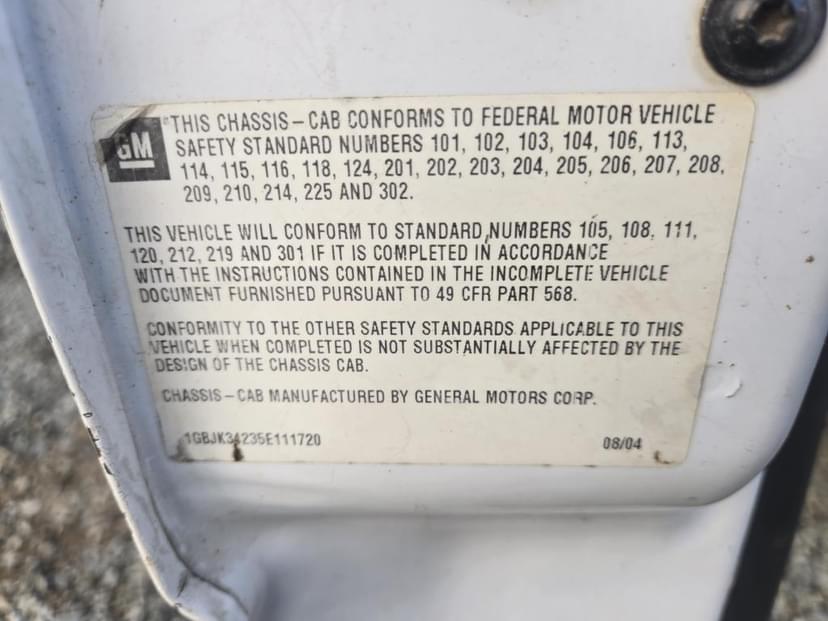 GM
THIS CHASSIS-CAB CONFORMS TO FEDERAL MOTOR VEHICLE
SAFETY STANDARD NUMBERS 101, 102, 103, 104, 106, 113,
114, 115, 116, 118, 124, 201, 202, 203, 204, 205, 206, 207, 208,
209, 210, 214, 225 AND 302.
THIS VEHICLE WILL CONFORM TO STANDARD NUMBERS 105, 108, 111,
120, 212, 219 AND 301 IF IT IS COMPLETED IN ACCORDANCE
WITH THE INSTRUCTIONS CONTAINED IN THE INCOMPLETE VEHICLE
DOCUMENT FURNISHED PURSUANT TO 49 CFR PART 568.
CONFORMITY TO THE OTHER SAFETY STANDARDS APPLICABLE TO THIS
VEHICLE WHEN COMPLETED IS NOT SUBSTANTIALLY AFFECTED BY THE
DESIGN OF THE CHASSIS CAB.
CHASSIS-CAB MANUFACTURED BY GENERAL MOTORS CORP.
1GBJK34235E111720 08/04